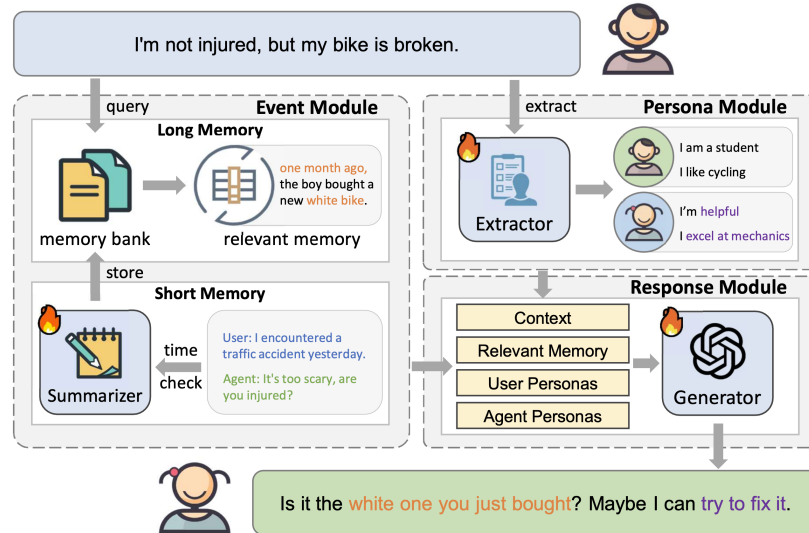 I'm not injured, but my bike is broken.
query
extract
Event Module
Persona Module
Long Memory
one month ago,
the boy bought a
new white bike.
memory bank
relevant memory
Extractor
I am a student
I like cycling
I'm helpful
I excel at mechanics
store
Short Memory
Summarizer
time
check
User: I encountered a
traffic accident yesterday.
Agent: It's too scary, are
you injured?
Response Module
Context
Relevant Memory
User Personas
Agent Personas
Generator
Is it the white one you just bought? Maybe I can try to fix it.